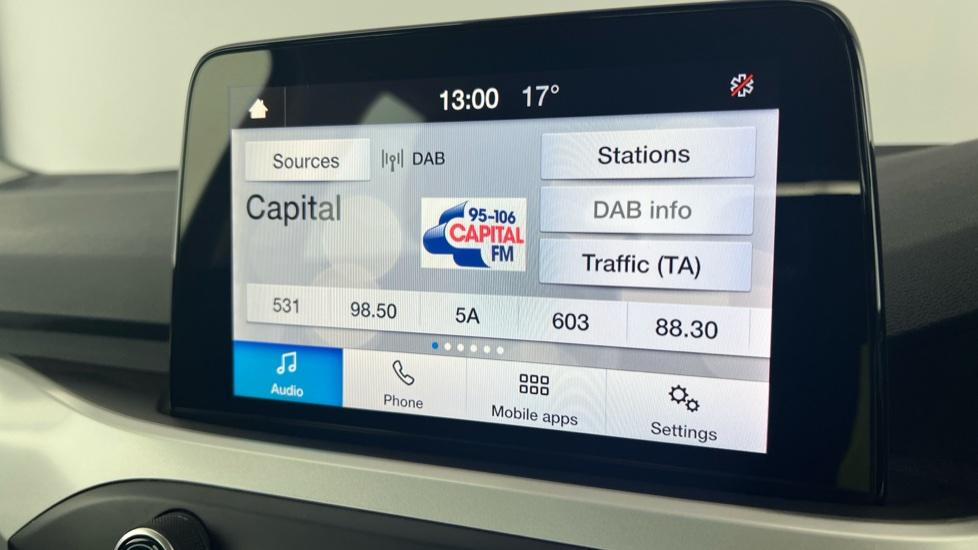 13:00 17°
Sources DAB Stations
Capital
95-106
CAPITAL
FM
DAB info
Traffic (TA)
531 98.50 5A 603 88.30
Audio Phone Mobile apps Settings